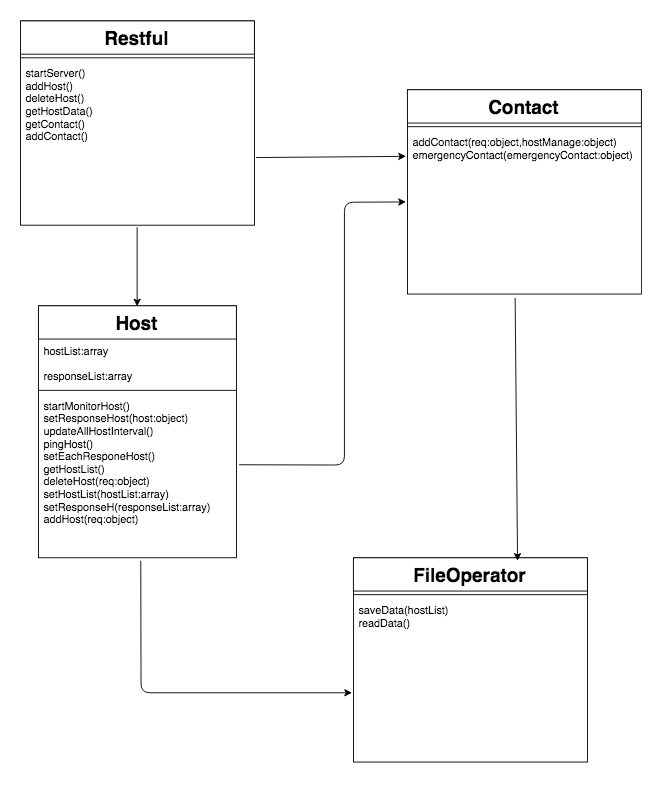 Restful
startServer()
addHost()
deleteHost()
getHostData()
getContact()
addContact()
Contact
addContact(req:object,hostManage:object)
emergencyContact(emergencyContact:object)
Host
hostList:array
responseList:array
startMonitorHost()
setResponseHost(host:object)
updateAllHostInterval()
pingHost()
setEachResponeHost()
getHostList()
deleteHost(req:object)
setHostList(hostList:array)
setResponseH(responseList:array)
addHost(req:object)
FileOperator
saveData(hostList)
readData()